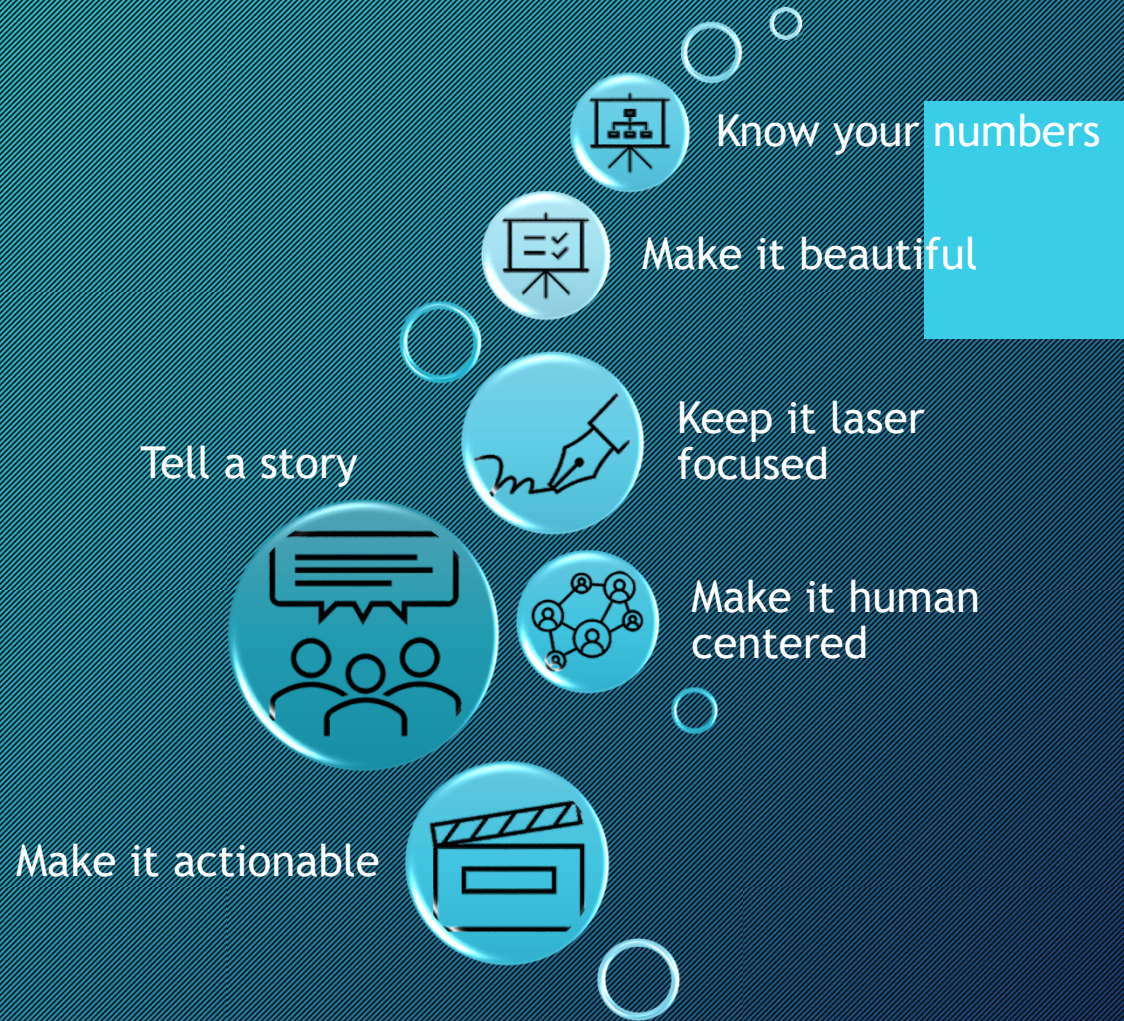 Know your numbers
Make it beautiful
Keep it laser
focused
Tell a story
Make it human
centered
Make it actionable